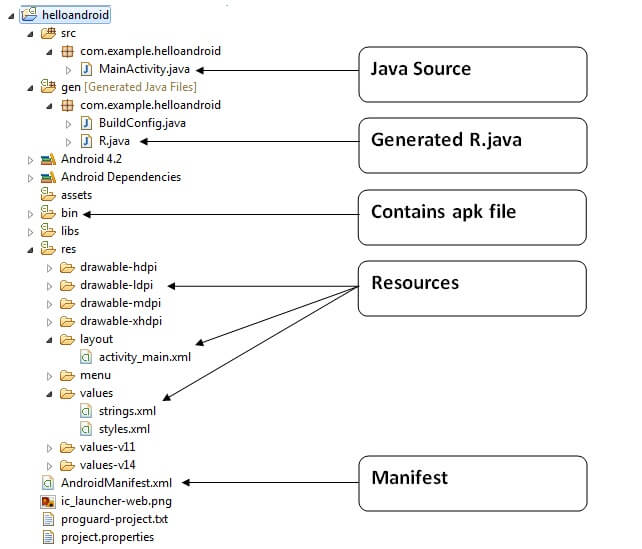 helloandroid
src
com.example.helloandroid
MainActivity.java
Java Source
gen [Generated Java Files]
com.example.helloandroid
BuildConfig.java
R.java
Generated R.java
Android 4.2
Android Dependencies
assets
bin
Contains apk file
libs
res
drawable-hdpi
drawable-ldpi
Resources
drawable-mdpi
drawable-xhdpi
layout
activity_main.xml
menu
values
strings.xml
styles.xml
values-v11
values-v14
AndroidManifest.xml
Manifest
ic_launcher-web.png
proguard-project.txt
project.properties